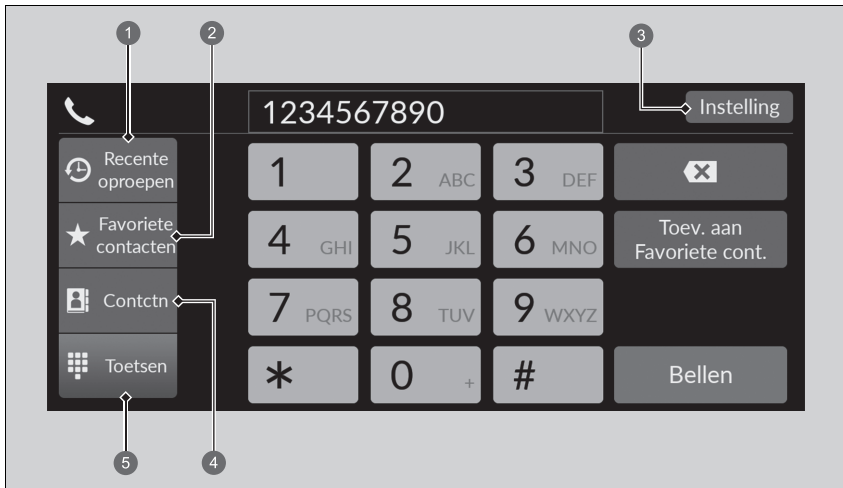 1
2
3
1234567890
Instelling
Recente
oproepen
Favoriete
contacten
Contctn
Toetsen
1
2 ABC
3 DEF
4 GHI
5 JKL
6 MNO
Toev. aan
Favoriete cont.
7 PQRS
8 TUV
9 WXYZ
*
0 +
#
Bellen
5
4